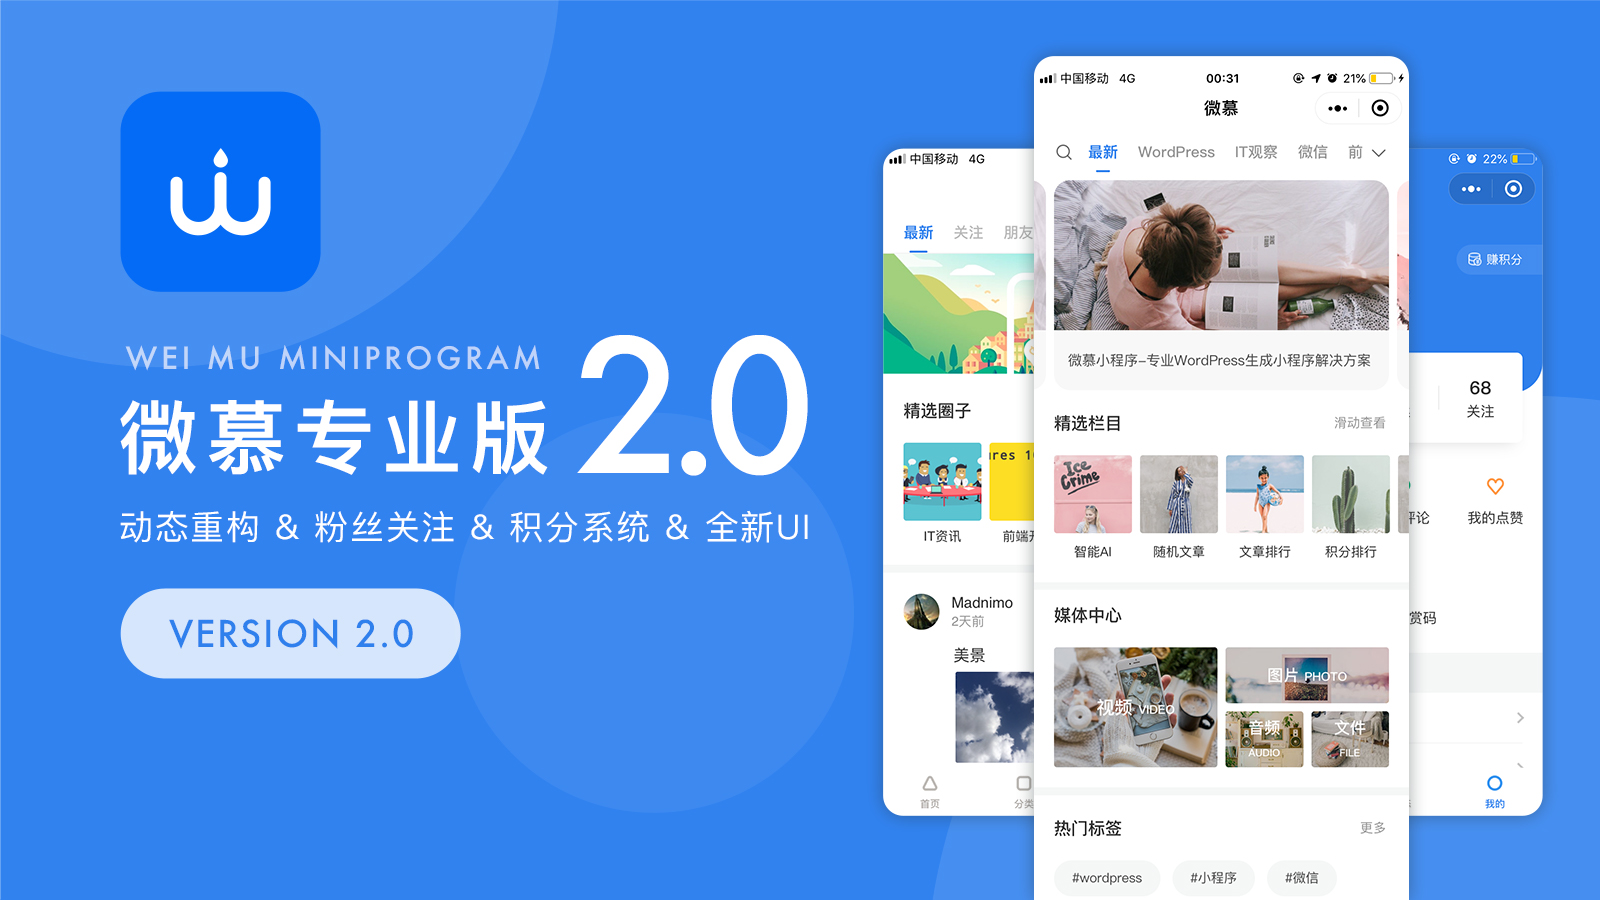 WEI MU MINIPROGRAM
微慕专业版 2.0
动态重构 & 粉丝关注 & 积分系统 & 全新UI
VERSION 2.0
中国移动 4G
最新 关注 朋友
精选圈子
IT资讯
Madnimo
2天前
美景
首页 分类
中国移动 4G 00:31 21%
微慕
最新 WordPress IT观察 微信 前
微慕小程序-专业WordPress生成小程序解决方案
精选栏目 滑动查看
Ice
Crime
智能AI 随机文章 文章排行 积分排行
媒体中心
视频 VIDEO
图片 PHOTO
音频
AUDIO
文件
FILE
热门标签 更多
#wordpress #小程序 #微信
22%
赚积分
68
关注
评论 我的点赞
赏码
我的